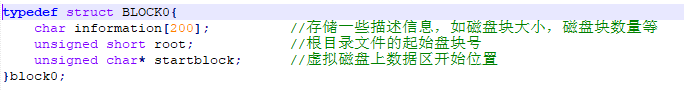 typedef struct BLOCK0{
    char information[200];          //存储一些描述信息，如磁盘块大小，磁盘块数量等
    unsigned short root;            //根目录文件的起始盘块号
    unsigned char* startblock;      //虚拟磁盘上数据区开始位置
}block0;